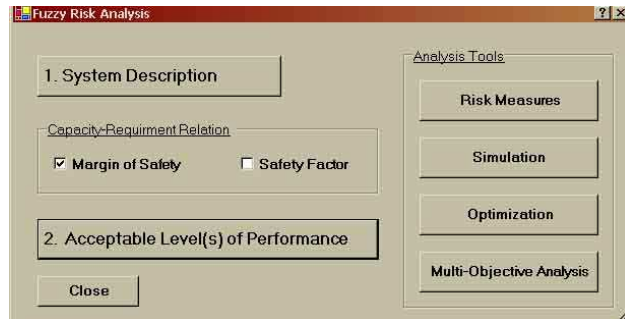 Fuzzy Risk Analysis
1. System Description
Capacity-Requirment Relation
Margin of Safety
Safety Factor
2. Acceptable Level(s) of Performance
Close
Analysis Tools
Risk Measures
Simulation
Optimization
Multi-Objective Analysis